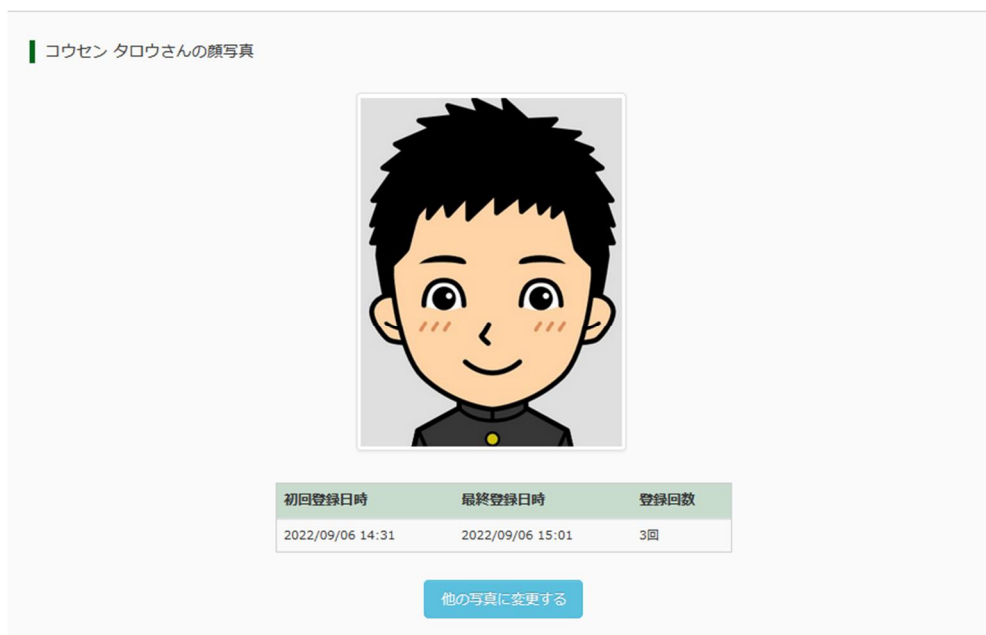 コウセン タロウさんの顔写真
初回登録日時 最終登録日時 登録回数
2022/09/06 14:31 2022/09/06 15:01 3回
他の写真に変更する